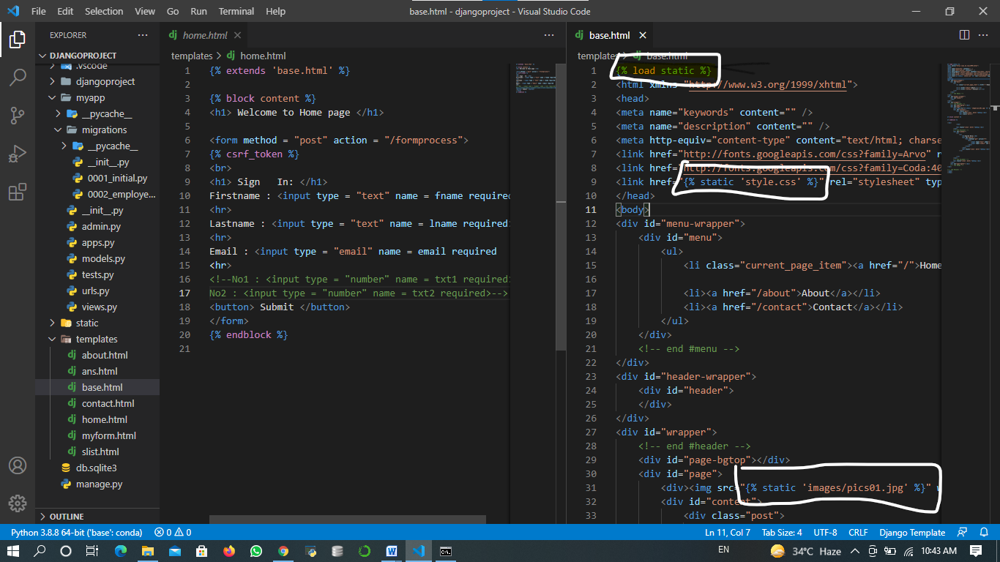 File Edit Selection View Go Run Terminal Help
base.html - djangoproject - Visual Studio Code
EXPLORER
DJANGOPROJECT
.vscode
djangoproject
myapp
__pycache__
migrations
__pycache__
__init__.py
0001_initial.py
0002_employe...
__init__.py
admin.py
apps.py
models.py
tests.py
urls.py
views.py
static
templates
about.html
ans.html
base.html
contact.html
home.html
myform.html
slist.html
db.sqlite3
manage.py
OUTLINE
home.html
templates > home.html
1 {% extends 'base.html' %}
2
3 {% block content %}
4 <h1> Welcome to Home page </h1>
5
6 <form method = "post" action = "/formprocess">
7 {% csrf_token %}
8 <br>
9 <h1> Sign   In: </h1>
10 Firstname : <input type = "text" name = fname required
11 <hr>
12 Lastname : <input type = "text" name = lname required
13 <hr>
14 Email : <input type = "email" name = email required
15 <hr>
16 <!--No1 : <input type = "number" name = txt1 required>
17 No2 : <input type = "number" name = txt2 required>-->
18 <button> Submit </button>
19 </form>
20 {% endblock %}
21
base.html
templates > base.html
1 {% load static %}
2 <html xmlns="http://www.w3.org/1999/xhtml">
3 <head>
4 <meta name="keywords" content="" />
5 <meta name="description" content="" />
6 <meta http-equiv="content-type" content="text/html; charse
7 <link href="http://fonts.googleapis.com/css?family=Arvo" r
8 <link href="http://fonts.googleapis.com/css?family=Coda:40
9 <link href="{% static 'style.css' %}" rel="stylesheet" typ
10 </head>
11 <body>
12 <div id="menu-wrapper">
13 <div id="menu">
14 <ul>
15 <li class="current_page_item"><a href="/">Home
16
17 <li><a href="/about">About</a></li>
18 <li><a href="/contact">Contact</a></li>
19 </ul>
20 </div>
21 <!-- end #menu -->
22 </div>
23 <div id="header-wrapper">
24 <div id="header">
25 </div>
26 </div>
27 <div id="wrapper">
28 <!-- end #header -->
29 <div id="page-bgtop"></div>
30 <div id="page">
31 <div><img src="{% static 'images/pics01.jpg' %}" w
32 <div id="content">
33 <div class="post">
Python 3.8.8 64-bit ('base': conda) 0 0
Ln 11, Col 7 Tab Size: 4 UTF-8 CRLF Django Template
EN 34°C Haze 10:43 AM